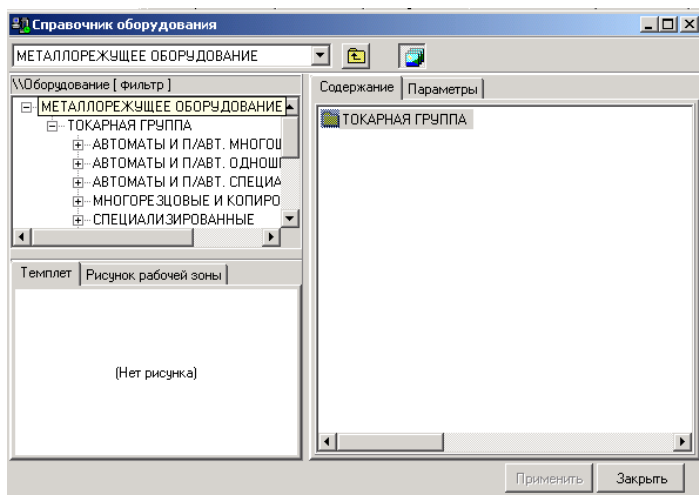 Справочник оборудования
МЕТАЛЛОРЕЖУЩЕЕ ОБОРУДОВАНИЕ
\\Оборудование [ фильтр ]
МЕТАЛЛОРЕЖУЩЕЕ ОБОРУДОВАНИЕ
ТОКАРНАЯ ГРУППА
АВТОМАТЫ И П/АВТ. МНОГОШ
АВТОМАТЫ И П/АВТ. ОДНОШП
АВТОМАТЫ И П/АВТ. СПЕЦИА
МНОГОРЕЗЦОВЫЕ И КОПИРО
СПЕЦИАЛИЗИРОВАННЫЕ
Темплет Рисунок рабочей зоны
(Нет рисунка)
Содержание Параметры
ТОКАРНАЯ ГРУППА
Применить Закрыть